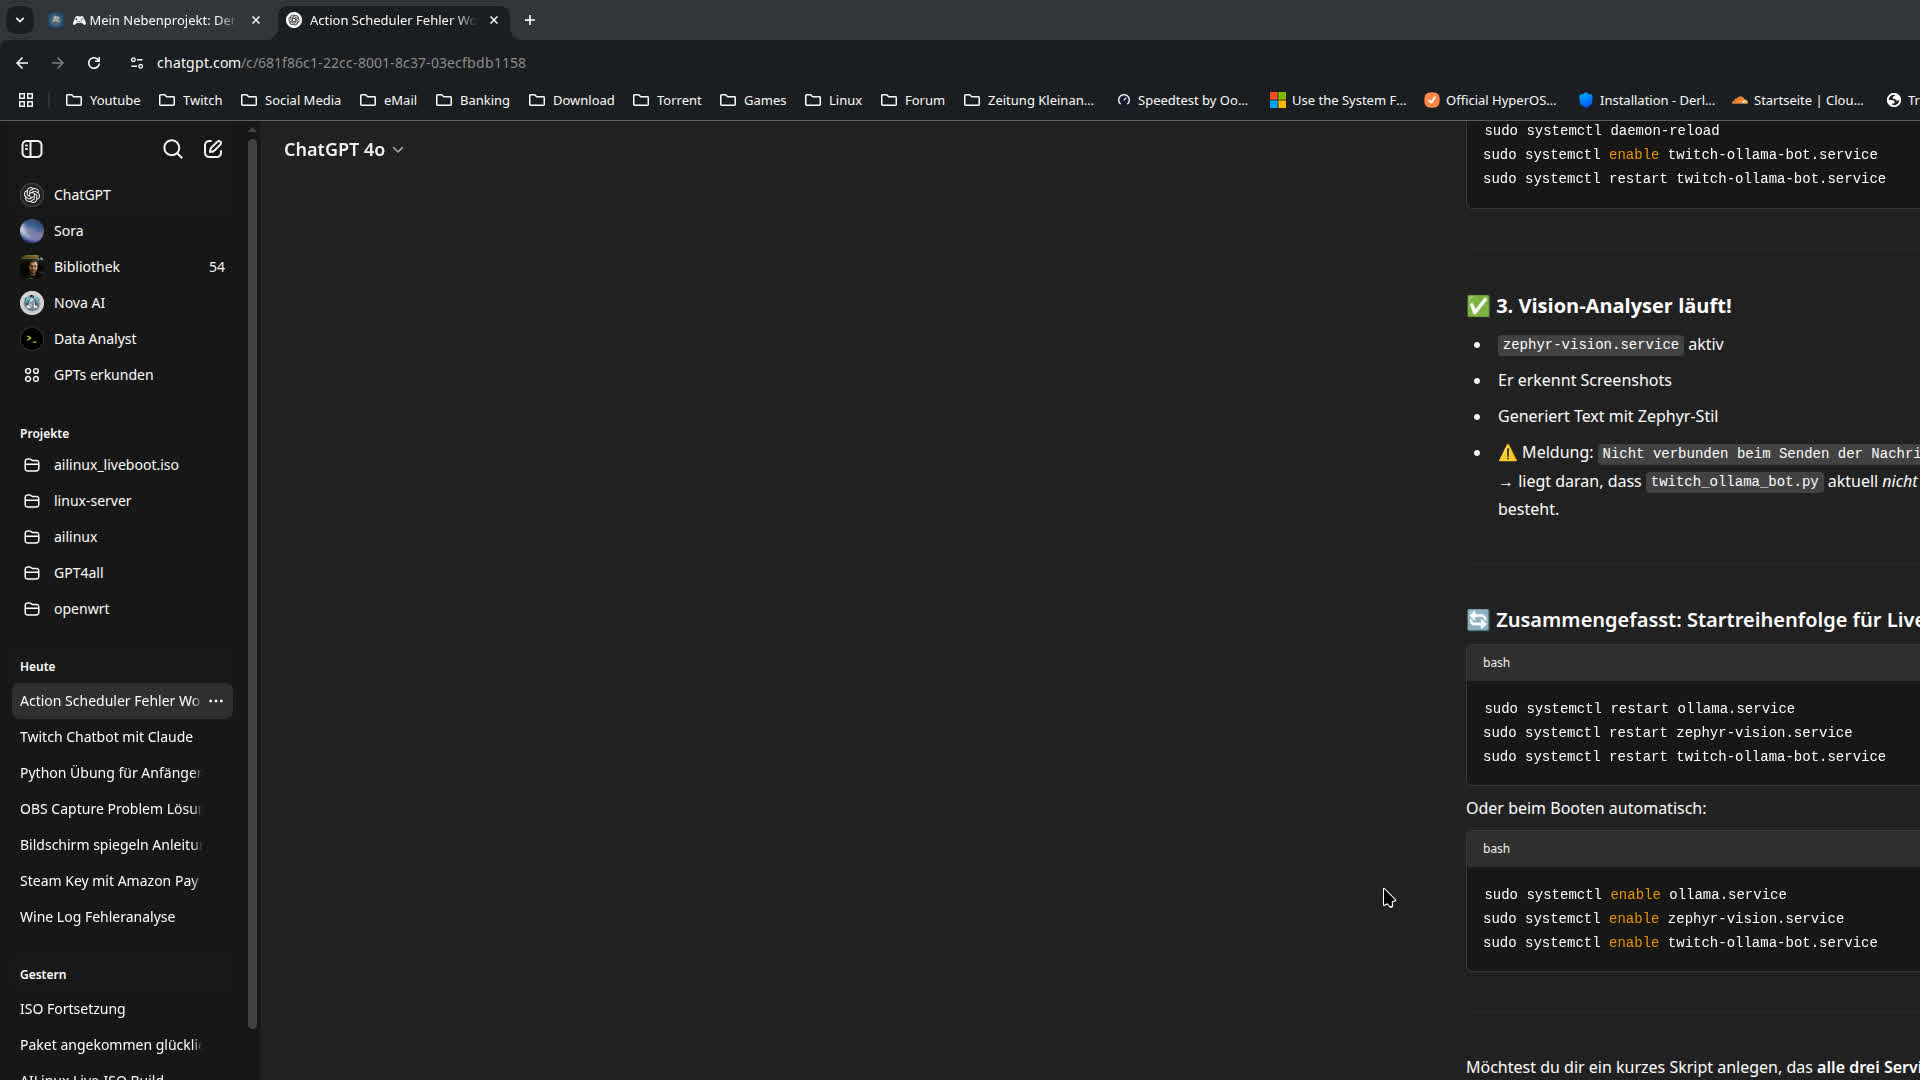 🎮 Mein Nebenprojekt: Der
Action Scheduler Fehler Wo
chatgpt.com/c/681f86c1-22cc-8001-8c37-03ecfbdb1158
Youtube
Twitch
Social Media
eMail
Banking
Download
Torrent
Games
Linux
Forum
Zeitung Kleinan...
Speedtest by Oo...
Use the System F...
Official HyperOS...
Installation - Derl...
Startseite | Clou...
Tr
ChatGPT
Sora
Bibliothek 54
Nova AI
Data Analyst
GPTs erkunden
Projekte
ailinux_liveboot.iso
linux-server
ailinux
GPT4all
openwrt
Heute
Action Scheduler Fehler Wo
Twitch Chatbot mit Claude
Python Übung für Anfänger
OBS Capture Problem Lösu
Bildschirm spiegeln Anleitu
Steam Key mit Amazon Pay
Wine Log Fehleranalyse
Gestern
ISO Fortsetzung
Paket angekommen glückli
AILinux Live ISO Build
ChatGPT 4o
sudo systemctl daemon-reload
sudo systemctl enable twitch-ollama-bot.service
sudo systemctl restart twitch-ollama-bot.service
✅ 3. Vision-Analyser läuft!
• zephyr-vision.service aktiv
• Er erkennt Screenshots
• Generiert Text mit Zephyr-Stil
• ⚠️ Meldung: Nicht verbunden beim Senden der Nachri
→ liegt daran, dass twitch_ollama_bot.py aktuell nicht
besteht.
🔄 Zusammengefasst: Startreihenfolge für Live
bash
sudo systemctl restart ollama.service
sudo systemctl restart zephyr-vision.service
sudo systemctl restart twitch-ollama-bot.service
Oder beim Booten automatisch:
bash
sudo systemctl enable ollama.service
sudo systemctl enable zephyr-vision.service
sudo systemctl enable twitch-ollama-bot.service
Möchtest du dir ein kurzes Skript anlegen, das alle drei Servi